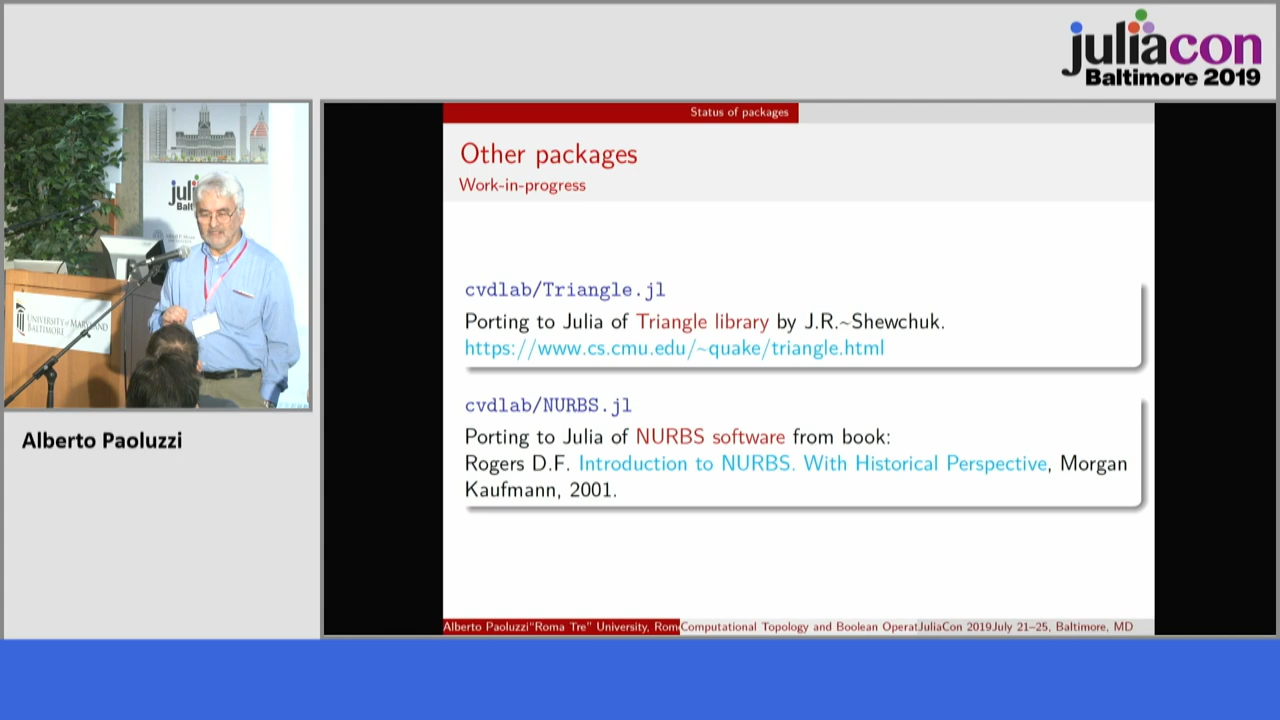 juliacon
Baltimore 2019
Status of packages
Other packages
Work-in-progress
cvdlab/Triangle.jl
Porting to Julia of Triangle library by J.R.~Shewchuk.
https://www.cs.cmu.edu/~quake/triangle.html
cvdlab/NURBS.jl
Porting to Julia of NURBS software from book:
Rogers D.F. Introduction to NURBS. With Historical Perspective, Morgan
Kaufmann, 2001.
Alberto Paoluzzi"Roma Tre" University, Rom
Computational Topology and Boolean Operat
JuliaCon 2019July 21–25, Baltimore, MD
juli
Balt
UNIVERSITY of MARYLAND
BALTIMORE
Alberto Paoluzzi